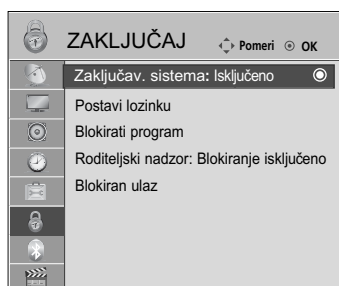 ZAKLJUČAJ
Pomeri
OK
Zaključav. sistema: Isključeno
Postavi lozinku
Blokirati program
Roditeljski nadzor: Blokiranje isključeno
Blokiran ulaz